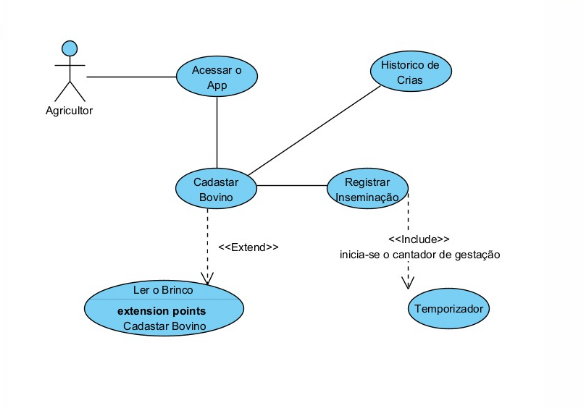 Acessar o
App
Historico de
Crias
Agricultor
Cadastar
Bovino
Registrar
Inseminação
<<Extend>>
<<Include>>
inicia-se o cantador de gestação
Ler o Brinco
extension points
Cadastar Bovino
Temporizador